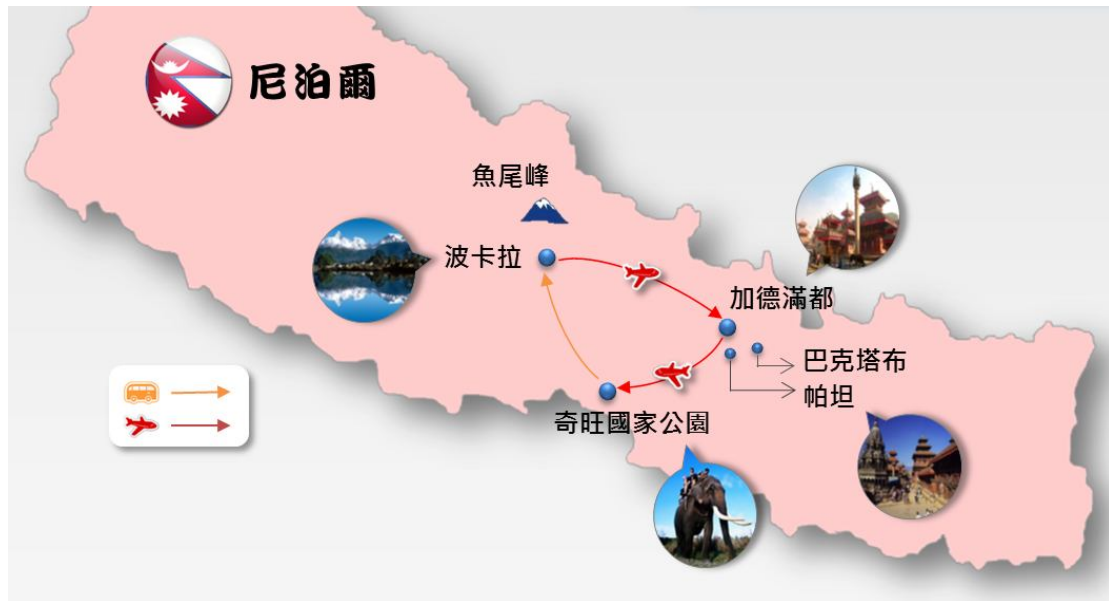 尼泊爾
魚尾峰
波卡拉
加德滿都
巴克塔布
帕坦
奇旺國家公園